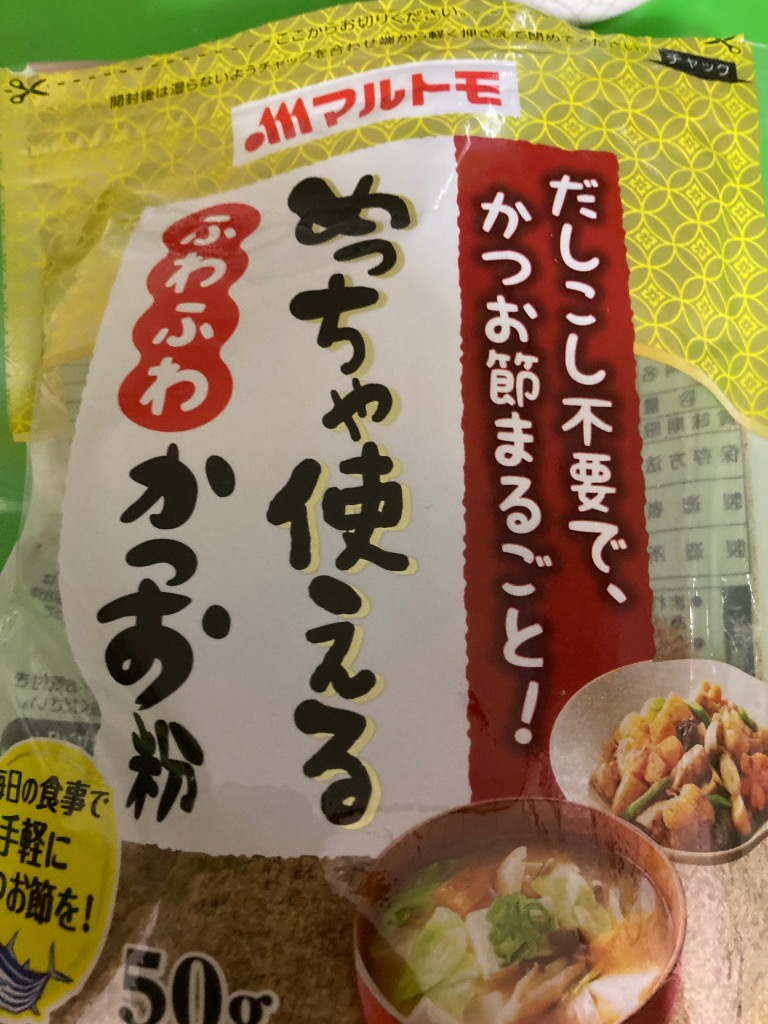 ここからお切りください。
開封後は湿らないようチャックを合わせ端から軽く押さえて閉めてください。
チャック
マルトモ
だしこし不要で、
かつお節まるごと!
めっちゃ使える
ふわふわ
かつお粉
毎日の食事で
手軽に
つお節を!
50g